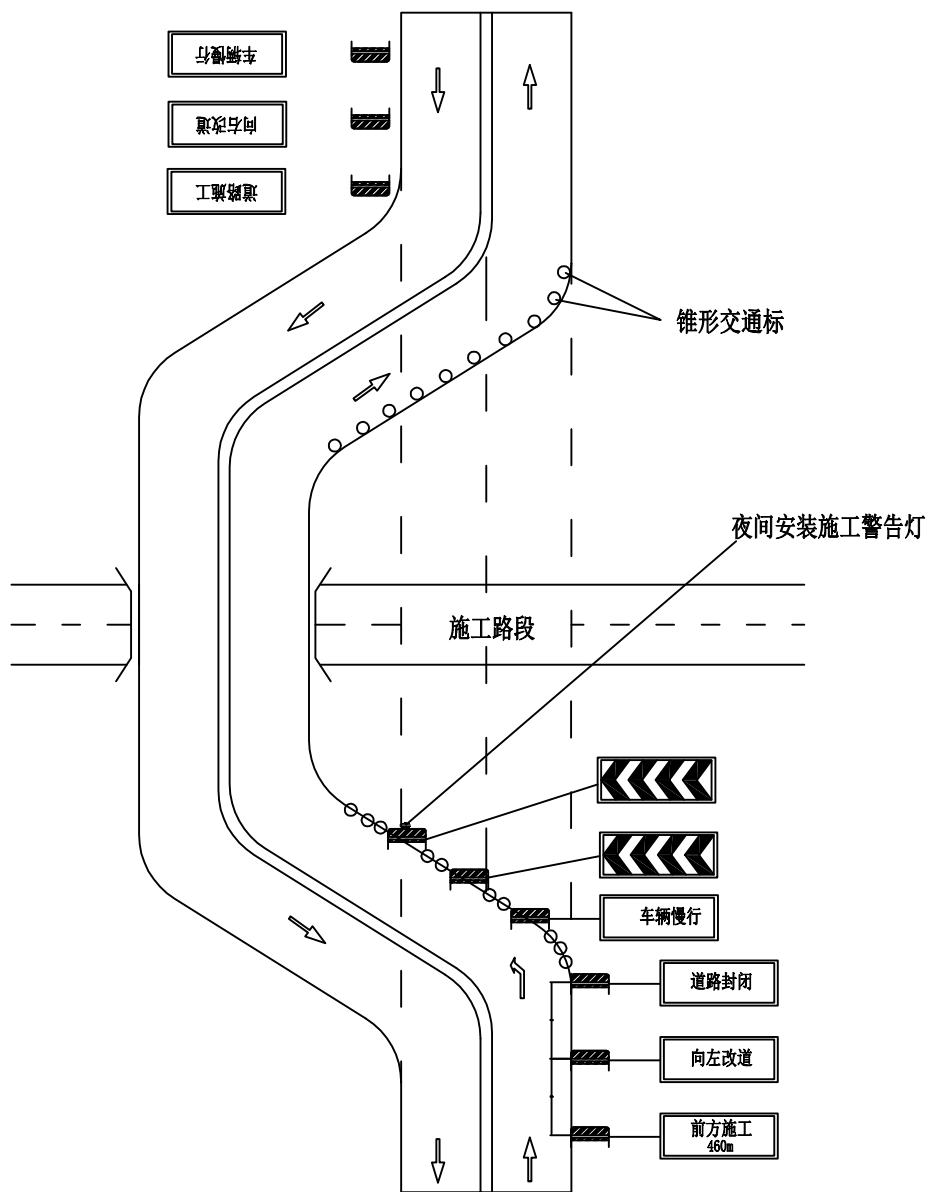 车辆慢行
向右改道
道路施工
锥形交通标
夜间安装施工警告灯
施工路段
车辆慢行
道路封闭
向左改道
前方施工
460m